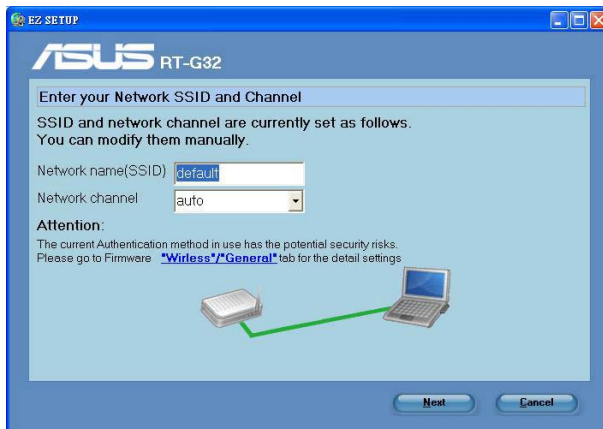 EZ SETUP
ASUS RT-G32
Enter your Network SSID and Channel
SSID and network channel are currently set as follows.
You can modify them manually.
Network name(SSID) default
Network channel auto
Attention:
The current Authentication method in use has the potential security risks.
Please go to Firmware "Wirless"/"General" tab for the detail settings
Next Cancel